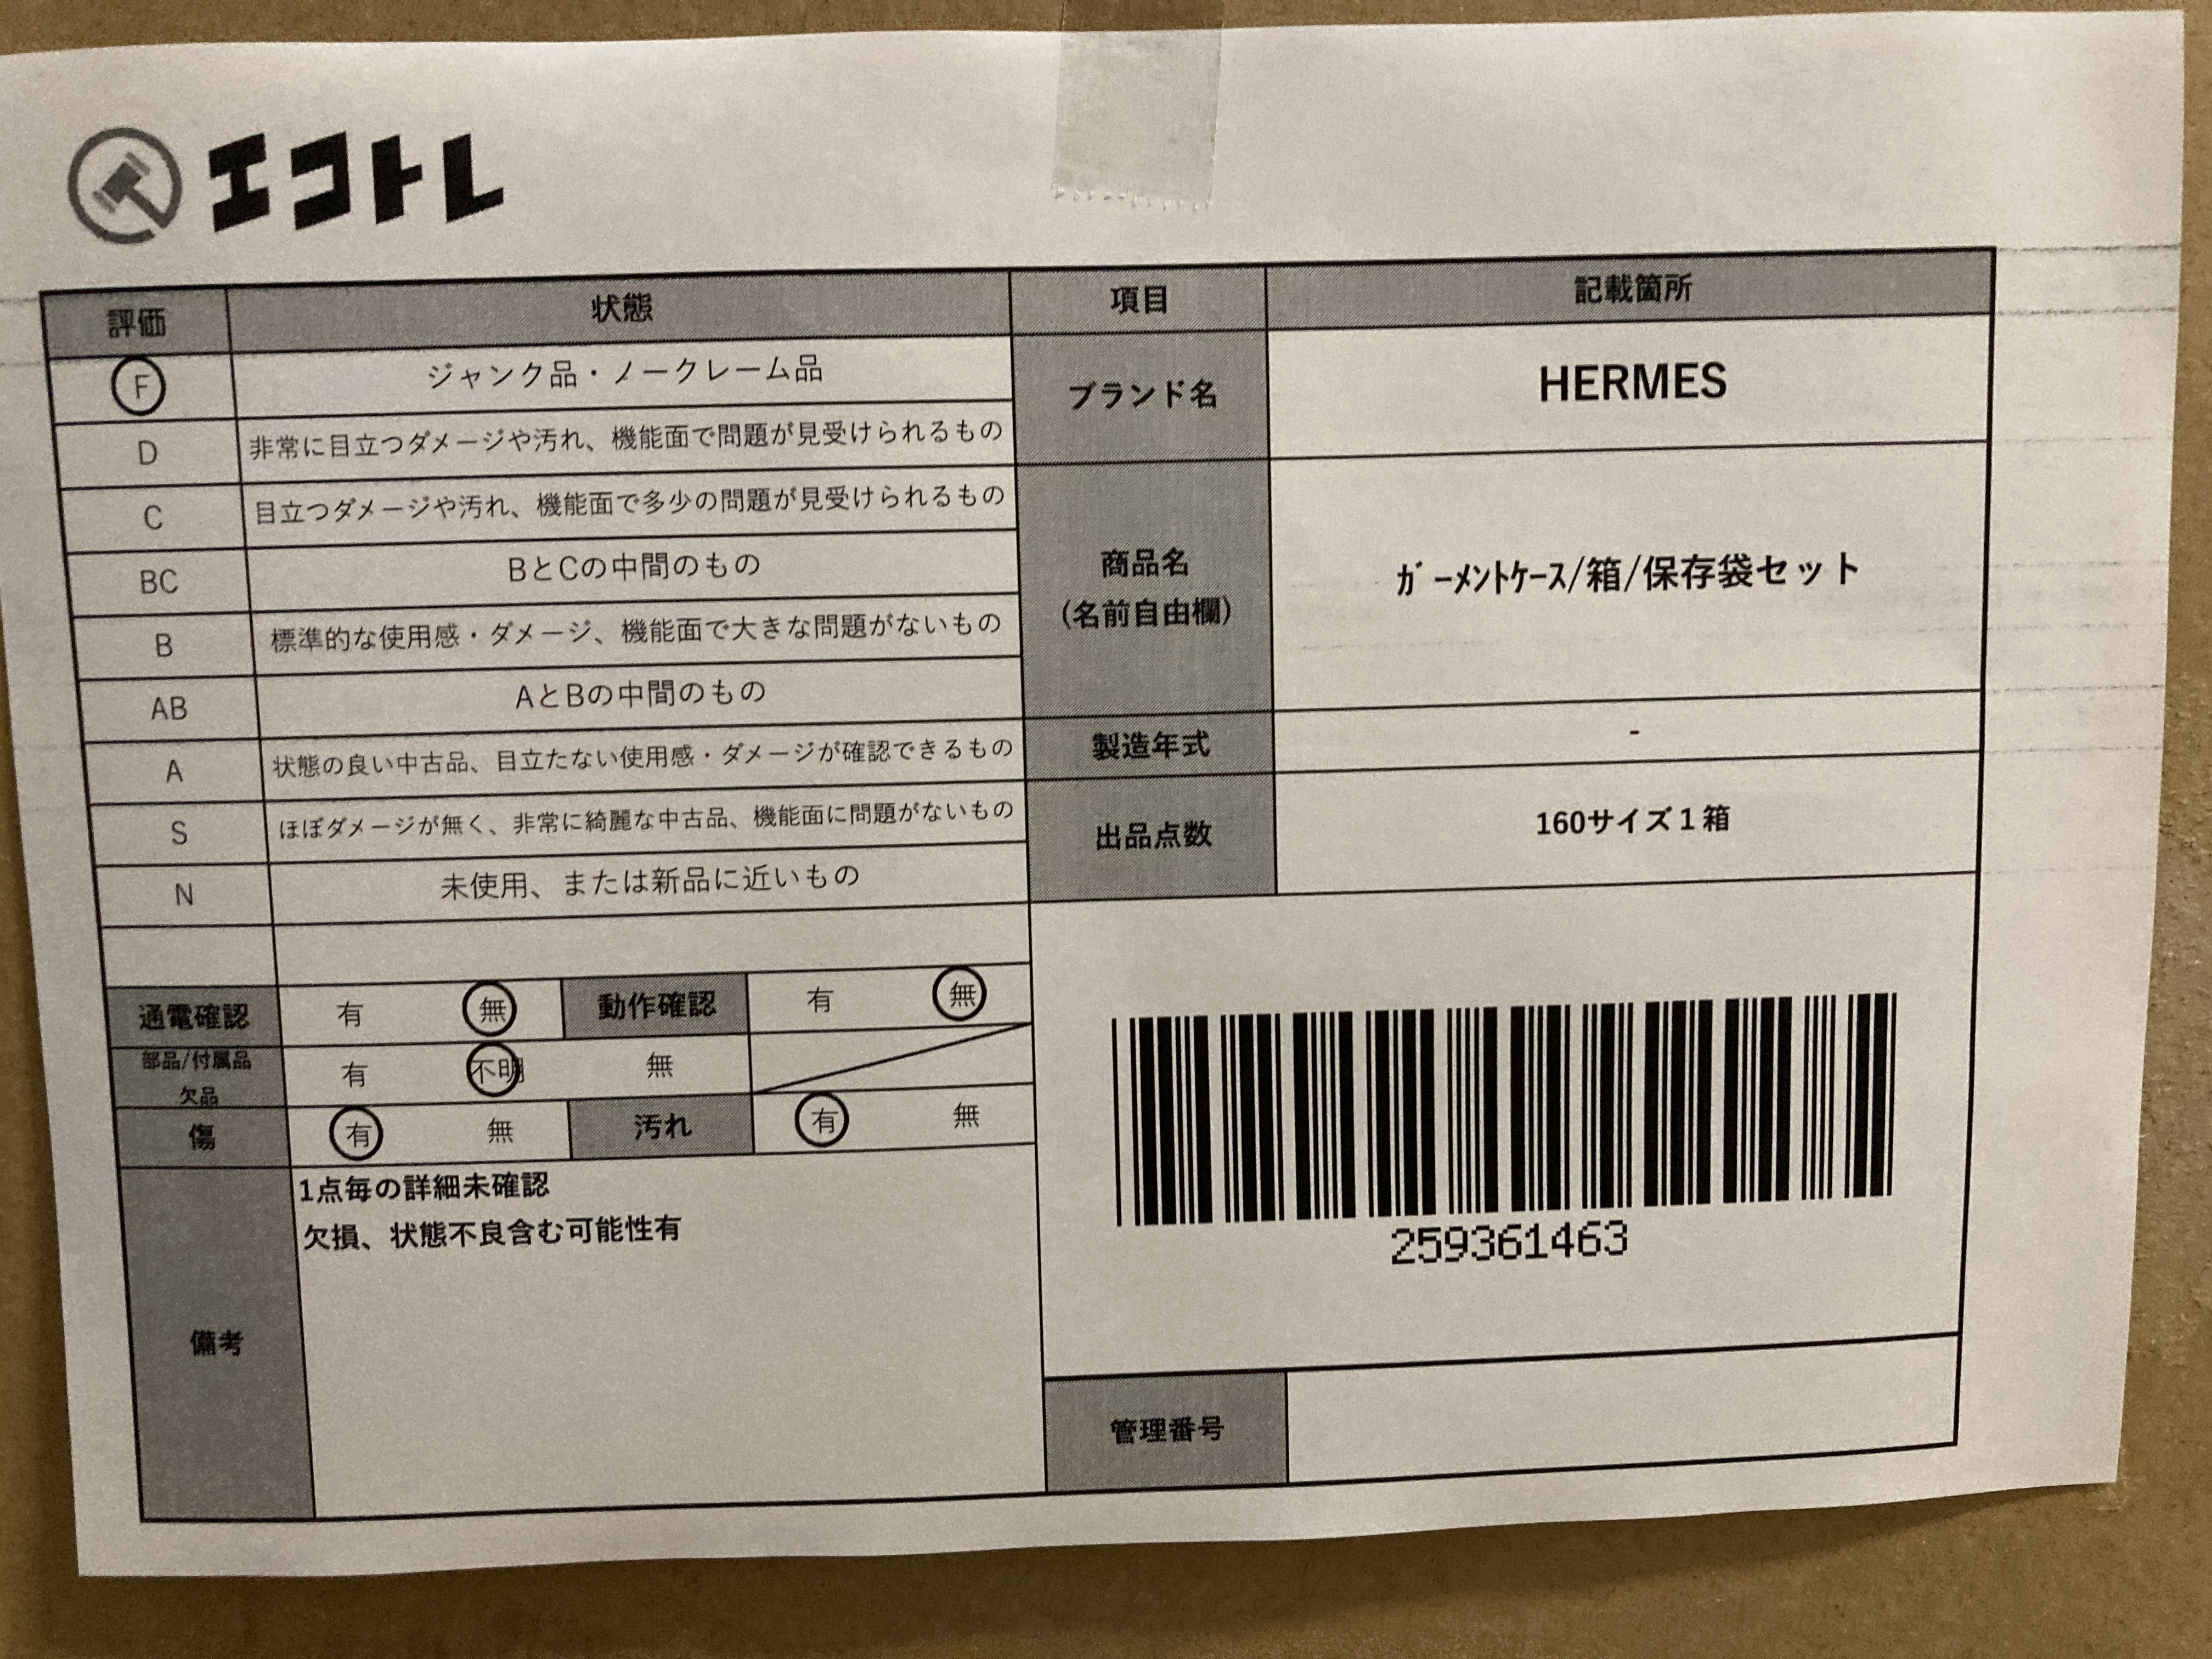 エコトレ
評価 状態 項目 記載箇所
F ジャンク品・ノークレーム品
D 非常に目立つダメージや汚れ、機能面で問題が見受けられるもの
C 目立つダメージや汚れ、機能面で多少の問題が見受けられるもの
BC BとCの中間のもの
B 標準的な使用感・ダメージ、機能面で大きな問題がないもの
AB AとBの中間のもの
A 状態の良い中古品、目立たない使用感・ダメージが確認できるもの
S ほぼダメージが無く、非常に綺麗な中古品、機能面に問題がないもの
N 未使用、または新品に近いもの
通電確認 有 無 動作確認 有 無
部品/付属品
欠品
有 不明 無
傷 有 無 汚れ 有 無
備考
1点毎の詳細未確認
欠損、状態不良含む可能性有
ブランド名 HERMES
商品名
(名前自由欄)
ｶﾞｰﾒﾝﾄｹｰｽ/箱/保存袋セット
製造年式 -
出品点数 160サイズ１箱
259361463
管理番号